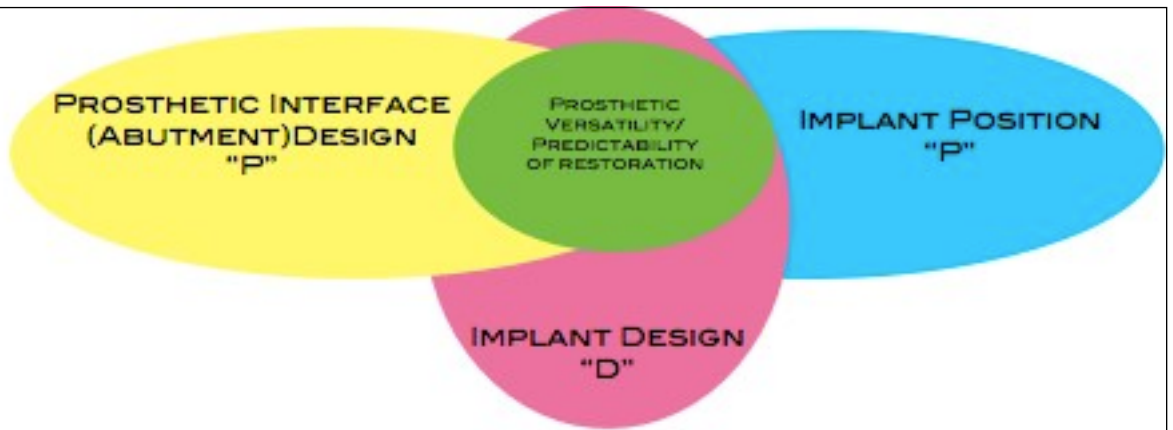 PROSTHETIC INTERFACE
(ABUTMENT)DESIGN
"P"
PROSTHETIC
VERSATILITY/
PREDICTABILITY
OF RESTORATION
IMPLANT POSITION
"P"
IMPLANT DESIGN
"D"